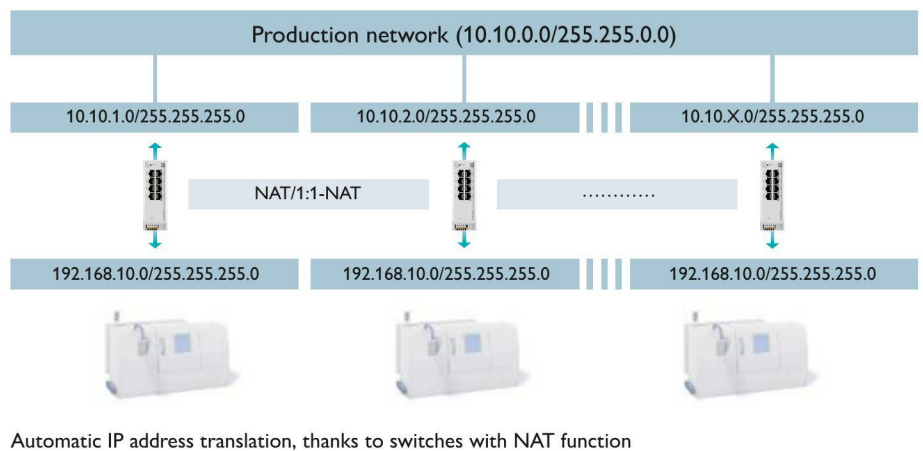 Production network (10.10.0.0/255.255.0.0)
10.10.1.0/255.255.255.0 10.10.2.0/255.255.255.0 10.10.X.0/255.255.255.0
NAT/1:1-NAT ............
192.168.10.0/255.255.255.0 192.168.10.0/255.255.255.0 192.168.10.0/255.255.255.0
Automatic IP address translation, thanks to switches with NAT function